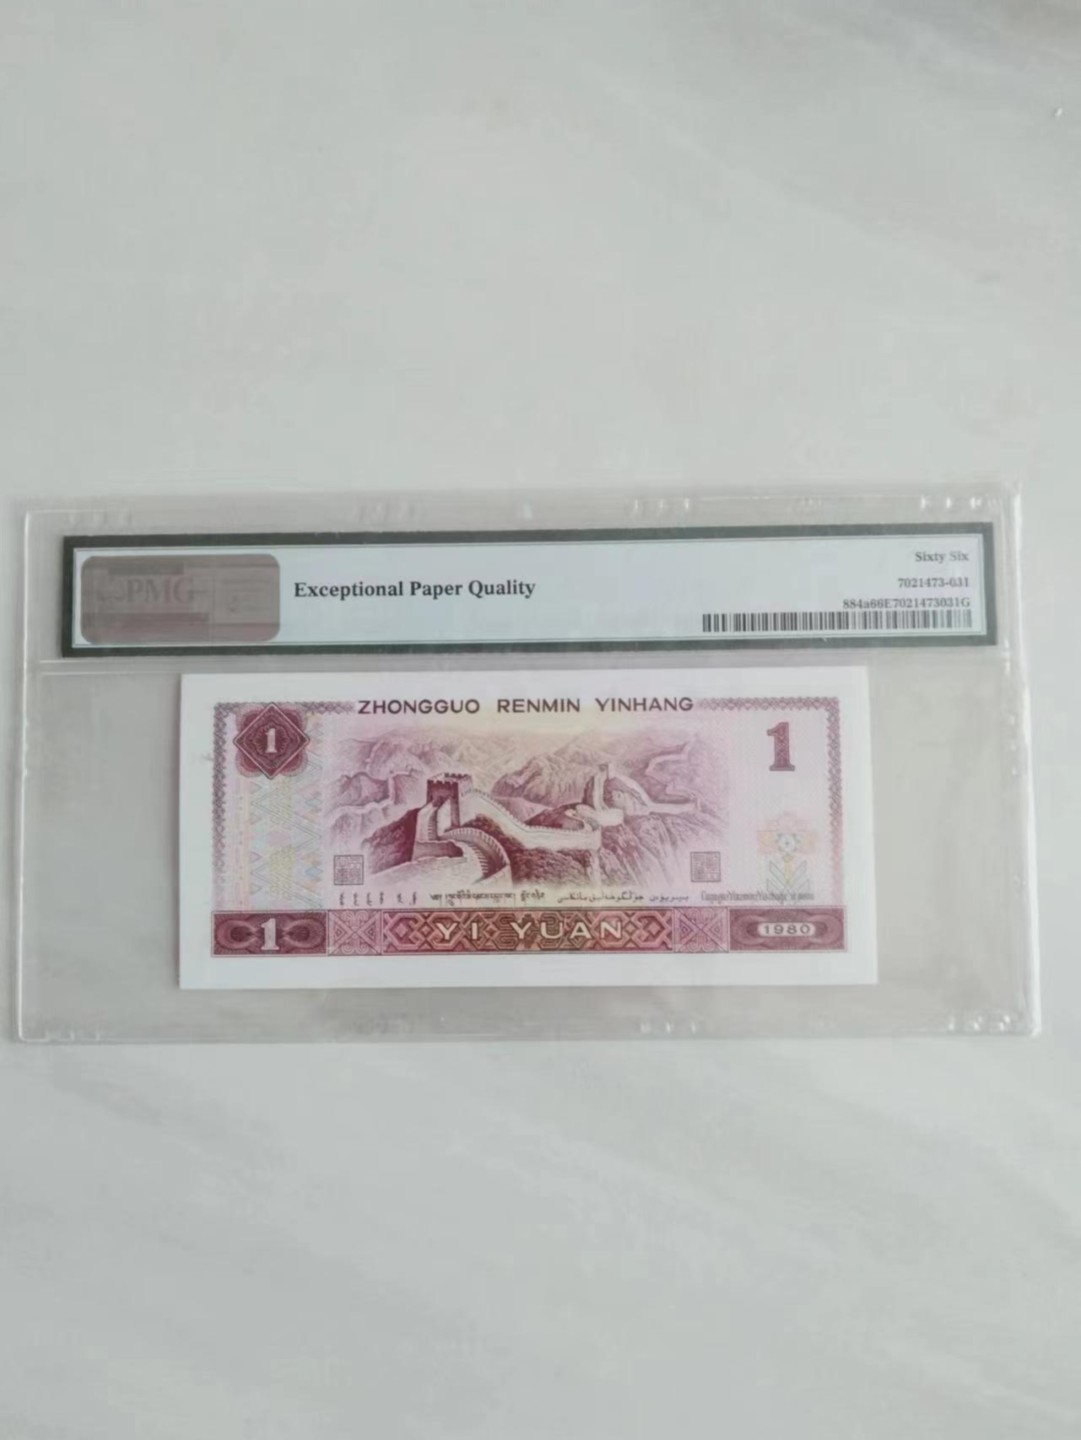 Sixty Six
PMG
Exceptional Paper Quality
7021473-031
884a66E7021473031G
ZHONGGUO RENMIN YINHANG
1
1
1
YI YUAN
1980